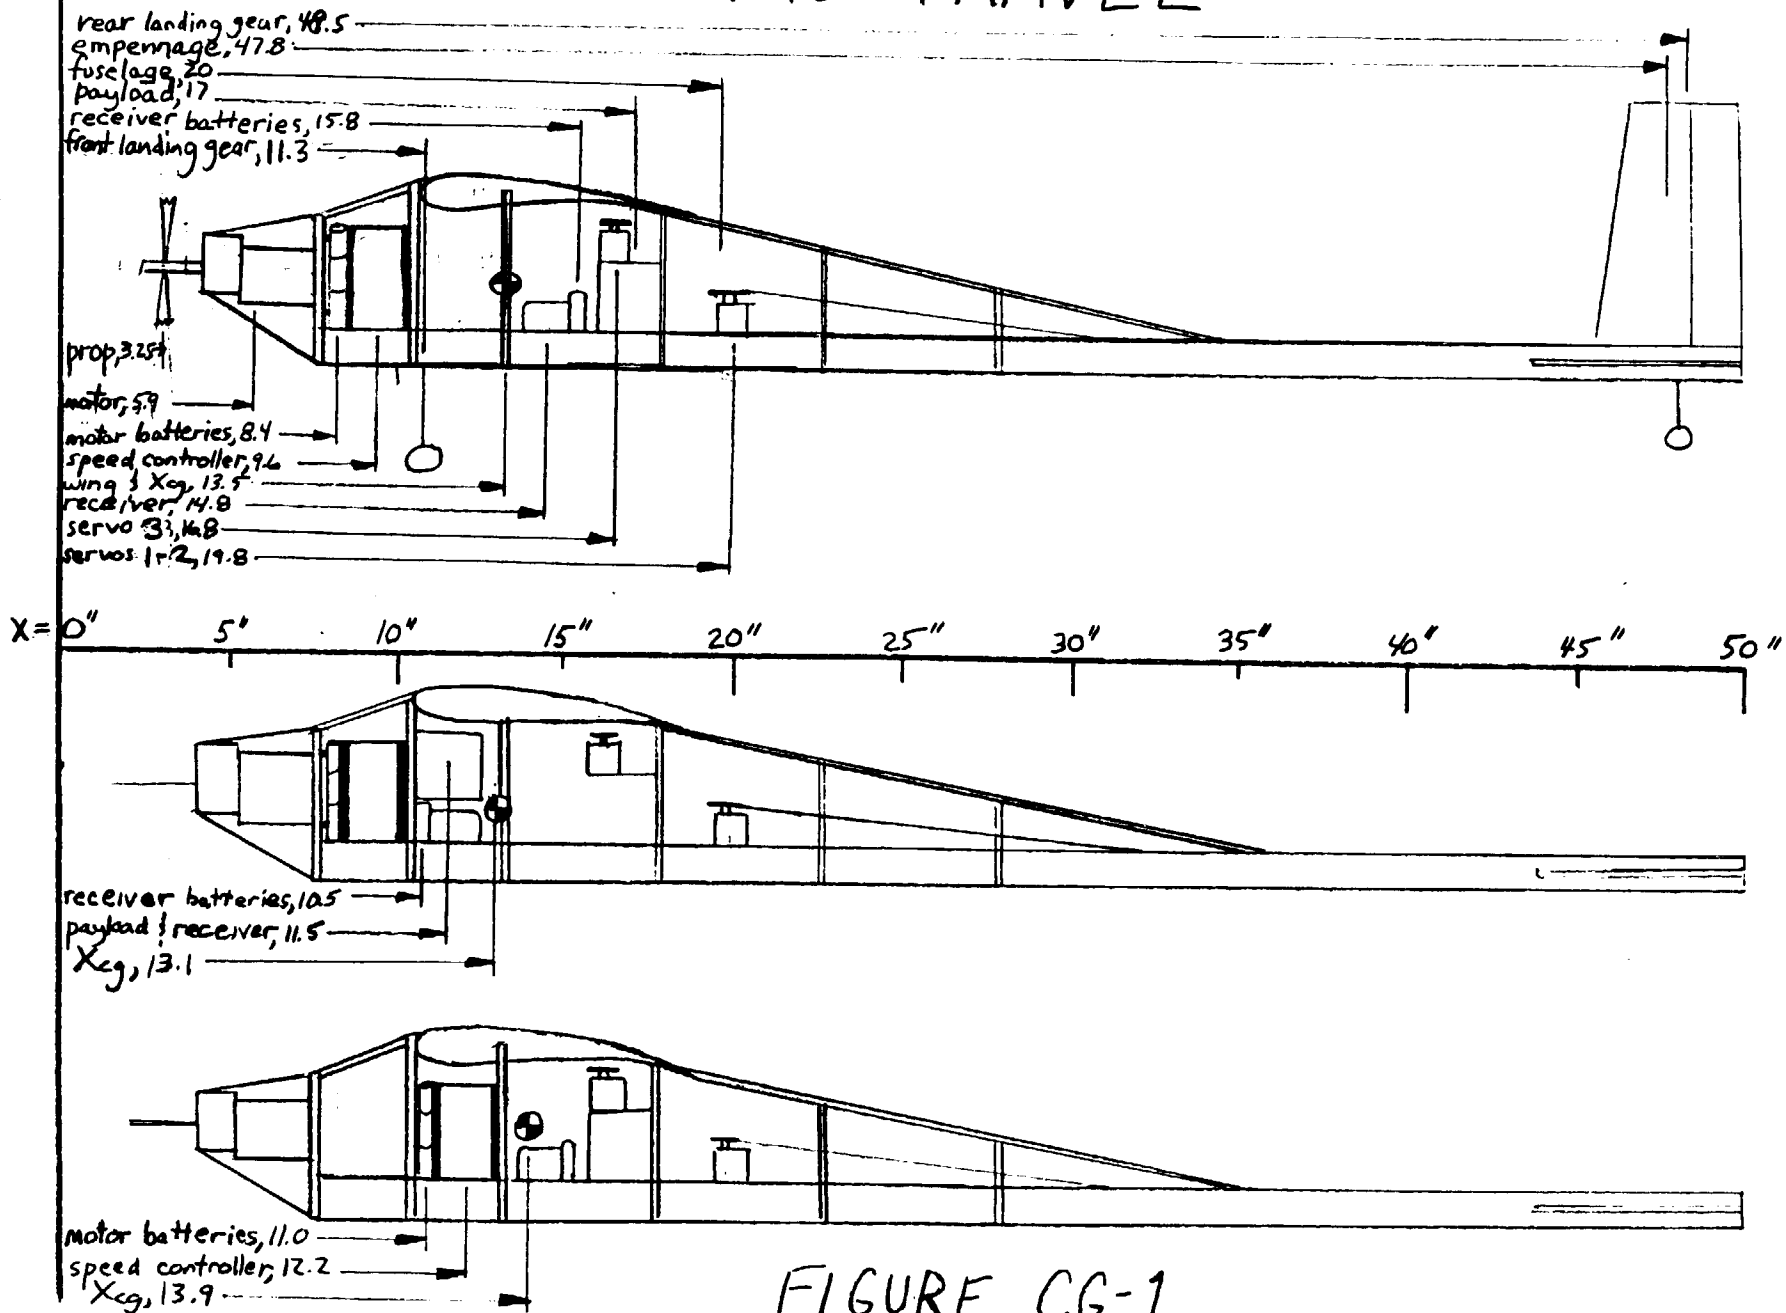 rear landing gear, 48.5
empennage, 47.8
fuselage, 20
payload, 17
receiver batteries, 15.8
front landing gear, 11.3
prop, 3.25
motor, 5.9
motor batteries, 8.4
speed controller, 9.6
wing & Xcg, 13.5
receiver, 14.8
servo 3, 16.8
servos 1+2, 19.8
X= 0" 5" 10" 15" 20" 25" 30" 35" 40" 45" 50"
receiver batteries, 10.5
payload & receiver, 11.5
Xcg, 13.1
motor batteries, 11.0
speed controller, 12.2
Xcg, 13.9
FIGURE CG-1